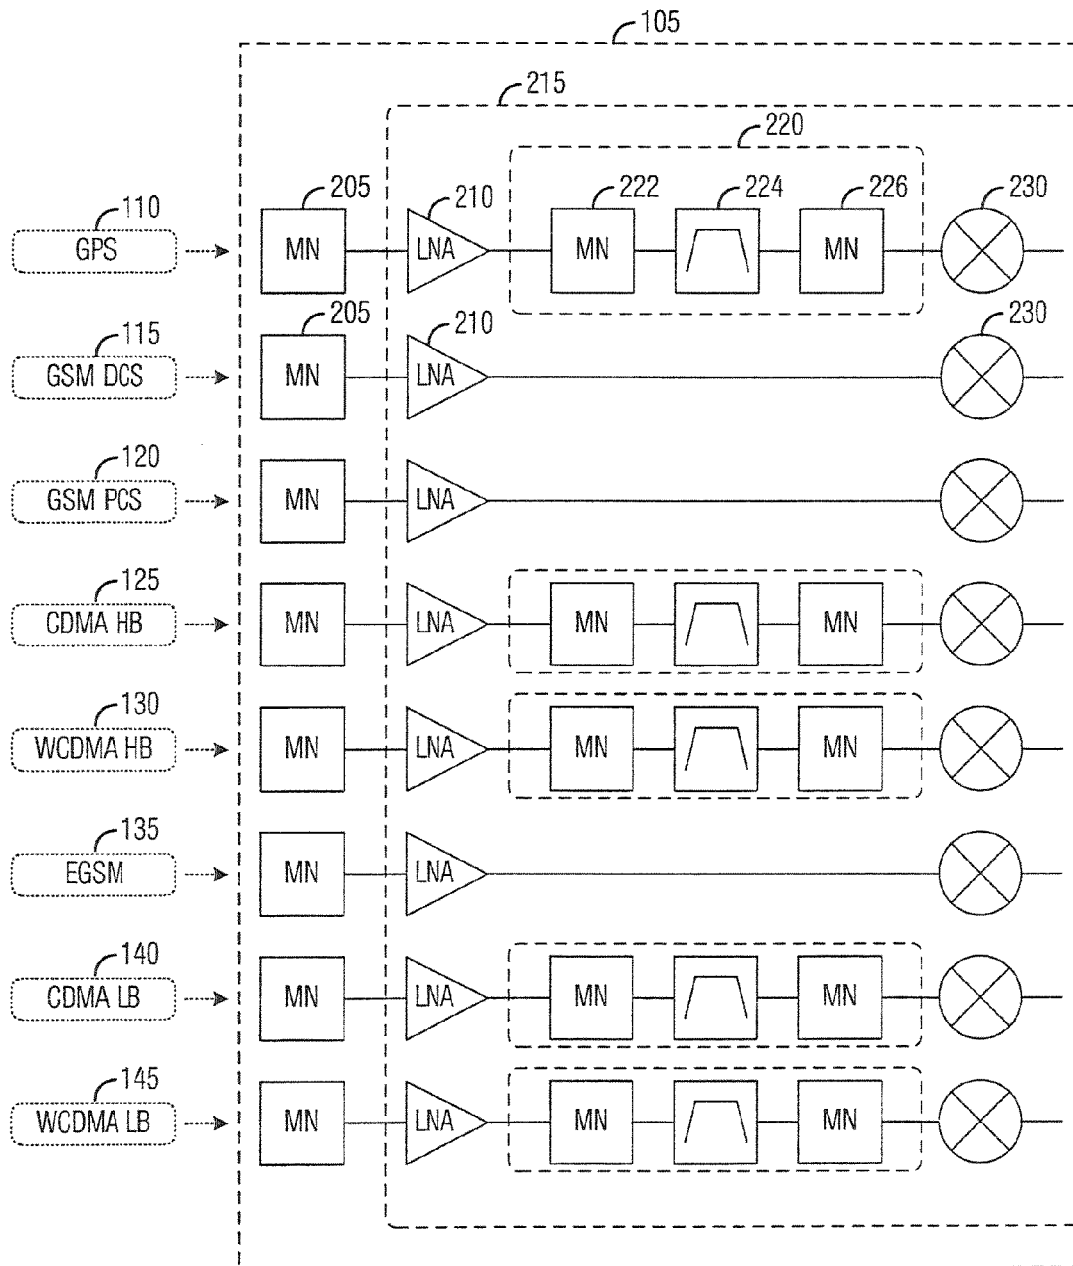 105
215
220
110
205
210
222
224
226
230
GPS
MN
LNA
MN
MN
115
205
210
230
GSM DCS
MN
LNA
120
GSM PCS
MN
LNA
125
CDMA HB
MN
LNA
MN
MN
130
WCDMA HB
MN
LNA
MN
MN
135
EGSM
MN
LNA
140
CDMA LB
MN
LNA
MN
MN
145
WCDMA LB
MN
LNA
MN
MN